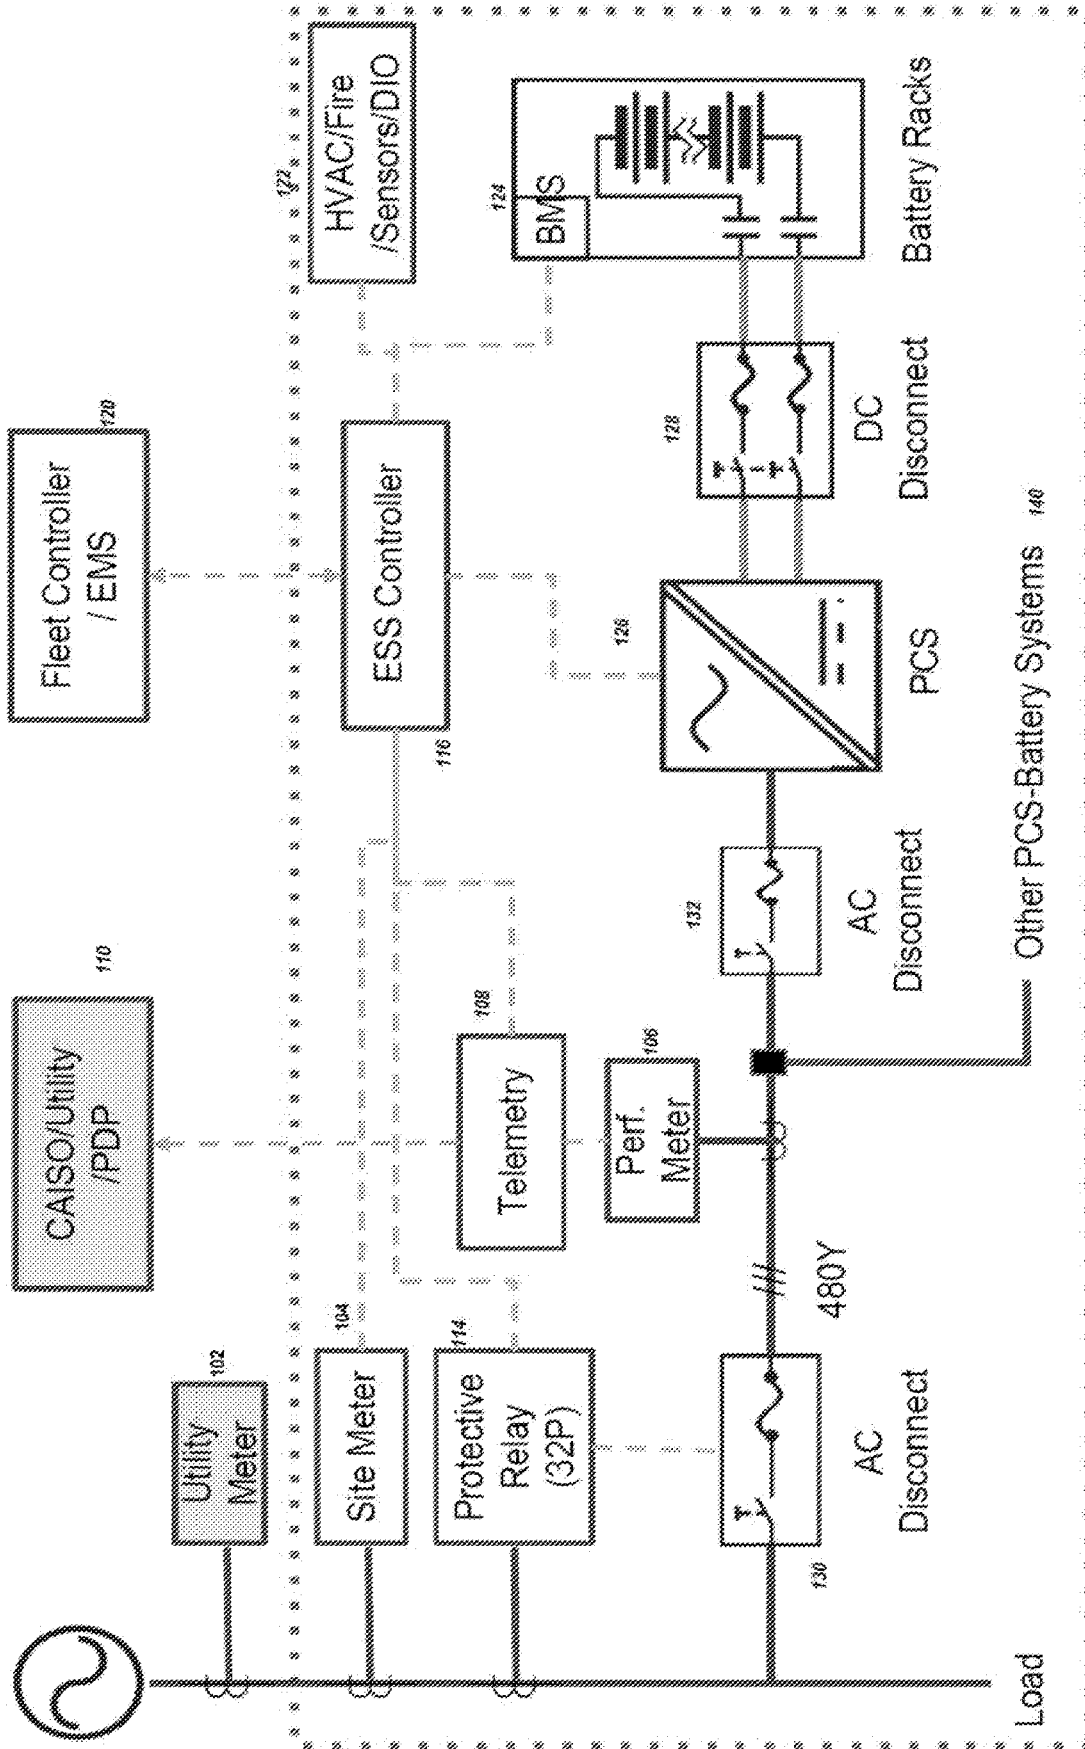 Utility
Meter
102
CAISO/Utility
/PDP
110
Fleet Controller
/ EMS
120
Site Meter
104
Protective
Relay
(32P)
114
Telemetry
108
Perf.
Meter
106
ESS Controller
116
HVAC/Fire
/Sensors/DIO
122
BMS
124
Battery Racks
DC
Disconnect
128
PCS
126
AC
Disconnect
132
480Y
AC
Disconnect
130
Other PCS-Battery Systems
140
Load